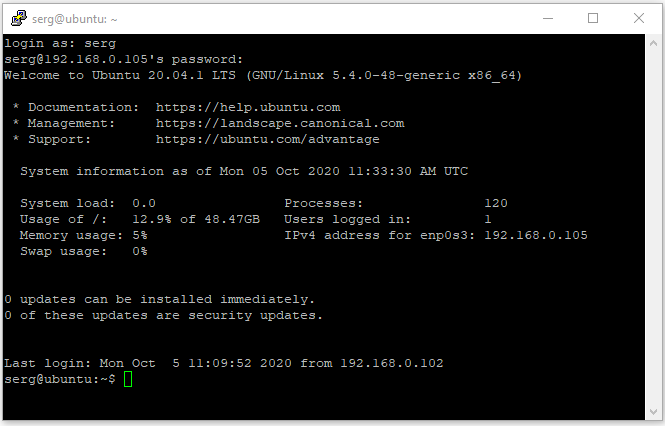 serg@ubuntu: ~
login as: serg
serg@192.168.0.105's password:
Welcome to Ubuntu 20.04.1 LTS (GNU/Linux 5.4.0-48-generic x86_64)
 * Documentation:  https://help.ubuntu.com
 * Management:     https://landscape.canonical.com
 * Support:        https://ubuntu.com/advantage
  System information as of Mon 05 Oct 2020 11:33:30 AM UTC
  System load:  0.0                Processes:               120
  Usage of /:   12.9% of 48.47GB   Users logged in:         1
  Memory usage: 5%                 IPv4 address for enp0s3: 192.168.0.105
  Swap usage:   0%
0 updates can be installed immediately.
0 of these updates are security updates.
Last login: Mon Oct  5 11:09:52 2020 from 192.168.0.102
serg@ubuntu:~$